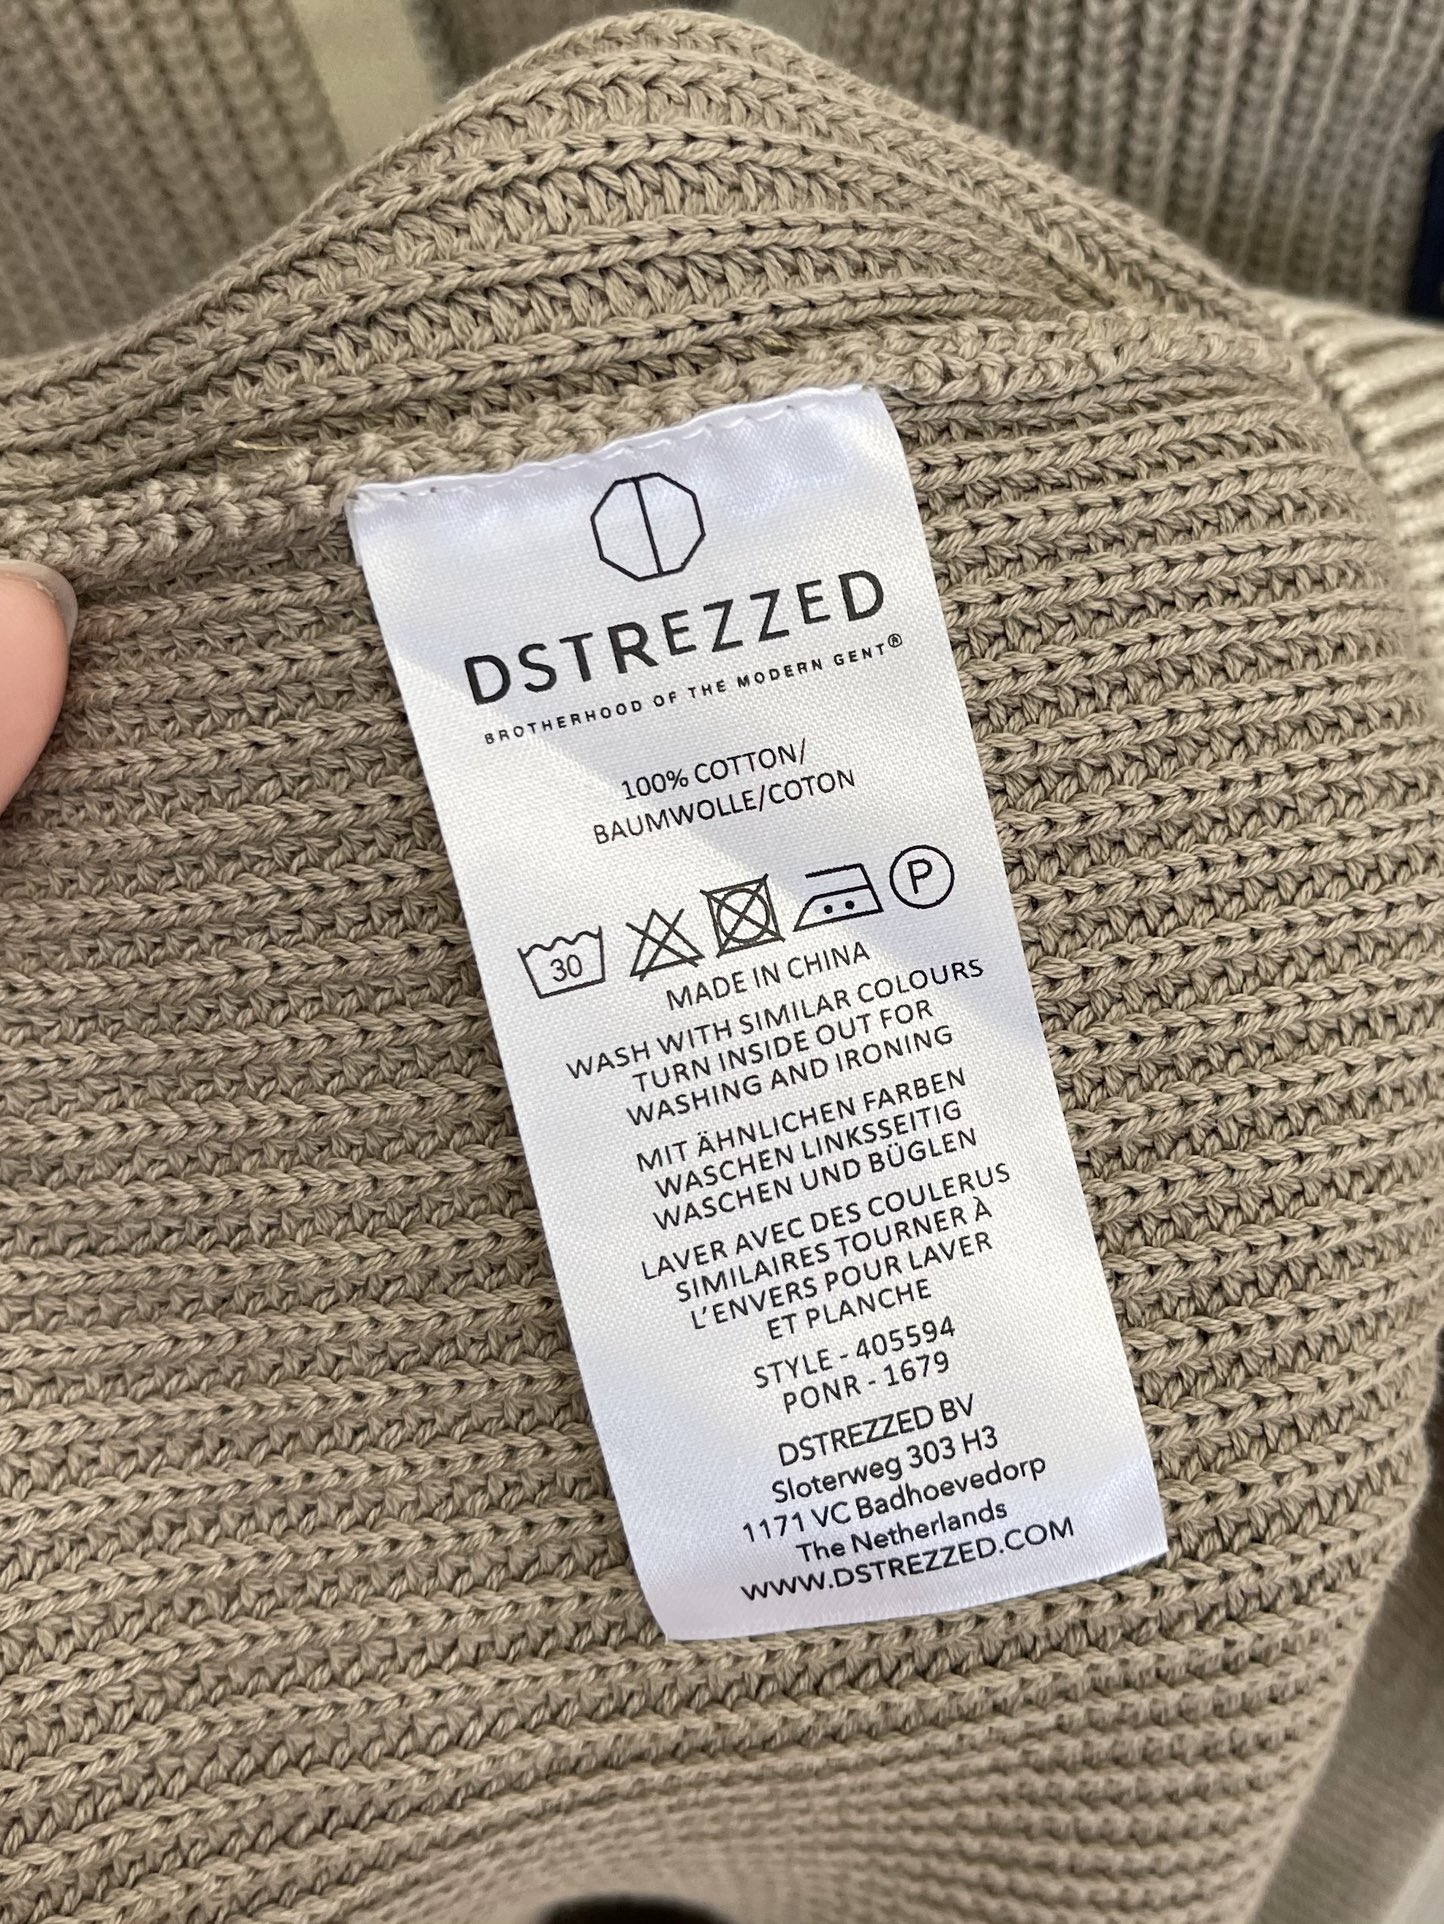 DSTREZZED
BROTHERHOOD OF THE MODERN GENT®
100% COTTON/
BAUMWOLLE/COTON
30
P
MADE IN CHINA
WASH WITH SIMILAR COLOURS
TURN INSIDE OUT FOR
WASHING AND IRONING
MIT ÄHNLICHEN FARBEN
WASCHEN LINKSSEITIG
WASCHEN UND BÜGLEN
LAVER AVEC DES COULERUS
SIMILAIRES TOURNER À
L'ENVERS POUR LAVER
ET PLANCHE
STYLE - 405594
PONR - 1679
DSTREZZED BV
Sloterweg 303 H3
1171 VC Badhoevedorp
The Netherlands
WWW.DSTREZZED.COM